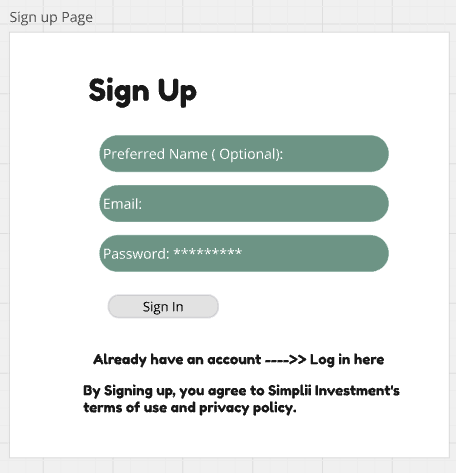 Sign up Page
Sign Up
Preferred Name ( Optional):
Email:
Password: *********
Sign In
Already have an account ---->> Log in here
By Signing up, you agree to Simplii Investment's
terms of use and privacy policy.